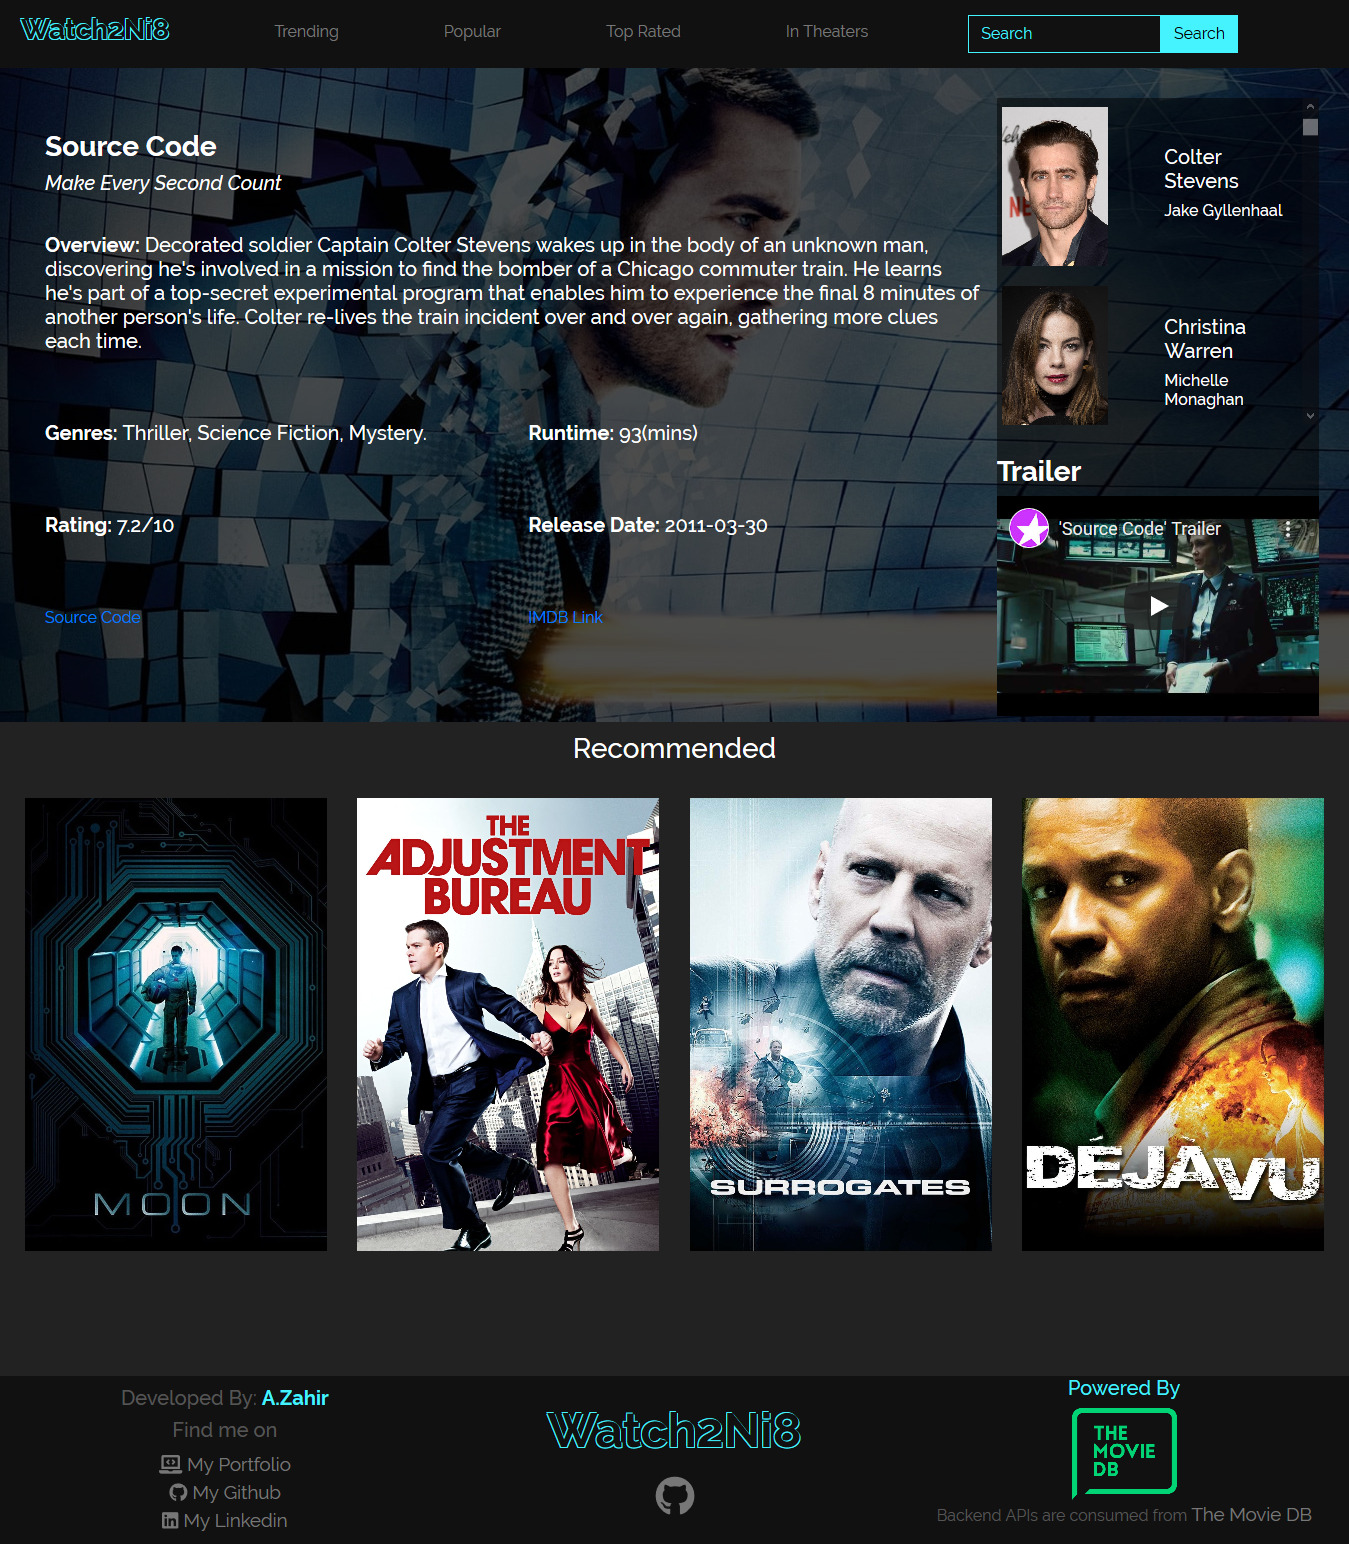 Watch2Ni8
Trending
Popular
Top Rated
In Theaters
Search
Search
Source Code
Make Every Second Count
Overview: Decorated soldier Captain Colter Stevens wakes up in the body of an unknown man,
discovering he's involved in a mission to find the bomber of a Chicago commuter train. He learns
he's part of a top-secret experimental program that enables him to experience the final 8 minutes of
another person's life. Colter re-lives the train incident over and over again, gathering more clues
each time.
Genres: Thriller, Science Fiction, Mystery.
Runtime: 93(mins)
Rating: 7.2/10
Release Date: 2011-03-30
Source Code
IMDB Link
Colter
Stevens
Jake Gyllenhaal
Christina
Warren
Michelle
Monaghan
Trailer
'Source Code' Trailer
Recommended
MOON
THE
ADJUSTMENT
BUREAU
SURROGATES
DÉJÀ VU
Developed By: A.Zahir
Find me on
My Portfolio
My Github
My Linkedin
Watch2Ni8
Powered By
THE
MOVIE
DB
Backend APIs are consumed from The Movie DB